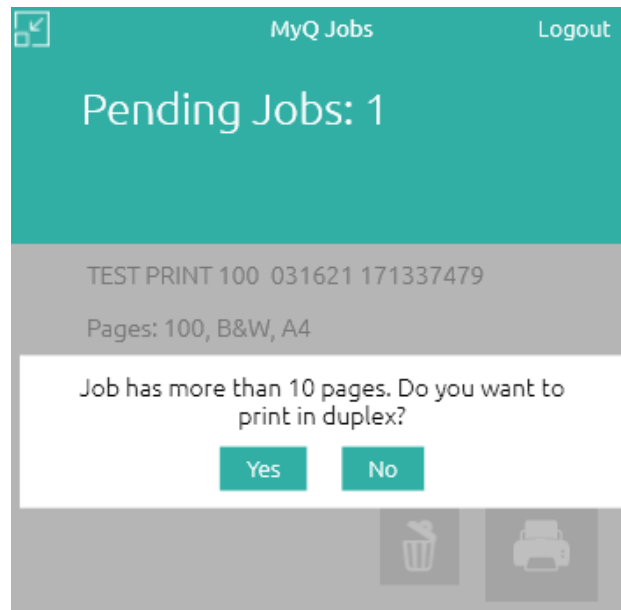 MyQ Jobs Logout
Pending Jobs: 1
TEST PRINT 100 031621 171337479
Pages: 100, B&W, A4
Job has more than 10 pages. Do you want to
print in duplex?
Yes No